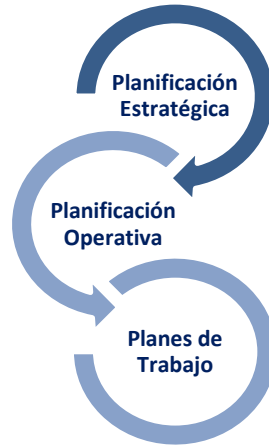 Planificación
Estratégica
Planificación
Operativa
Planes de
Trabajo